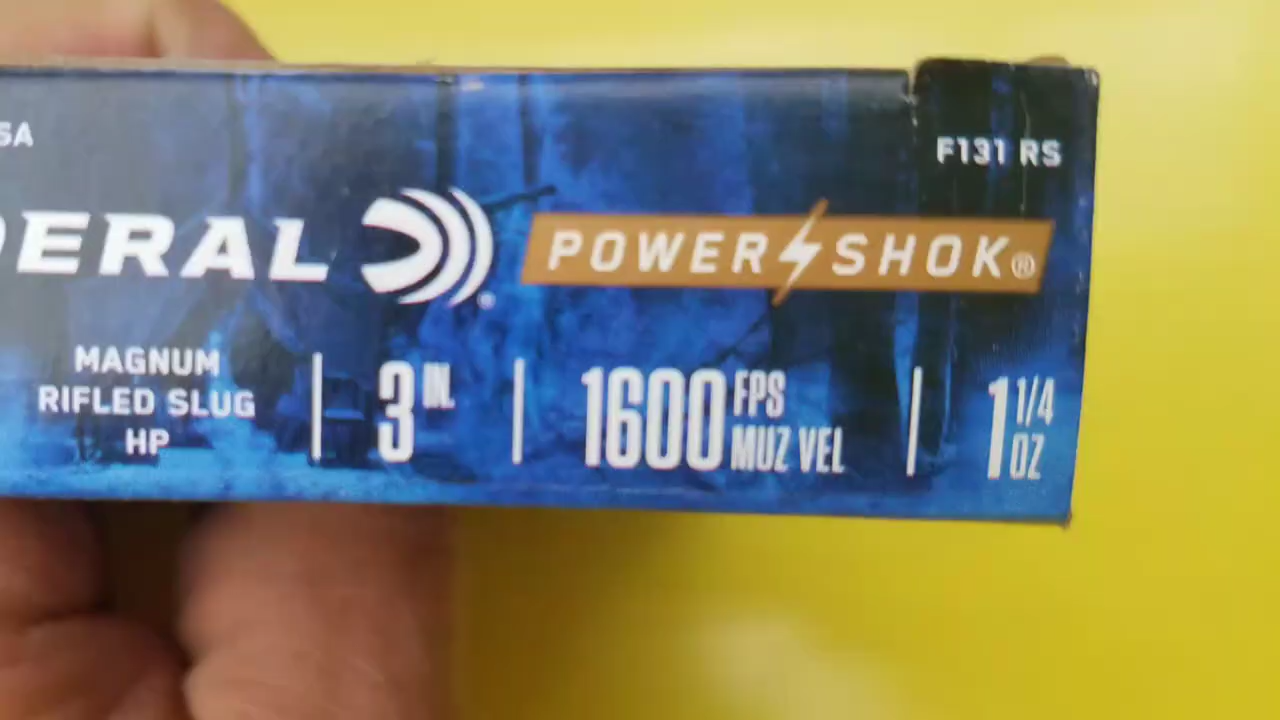 SA
F131 RS
DERAL POWER SHOK®
MAGNUM
RIFLED SLUG
HP
3 IN.
1600 FPS
MUZ VEL
1 1/4
OZ